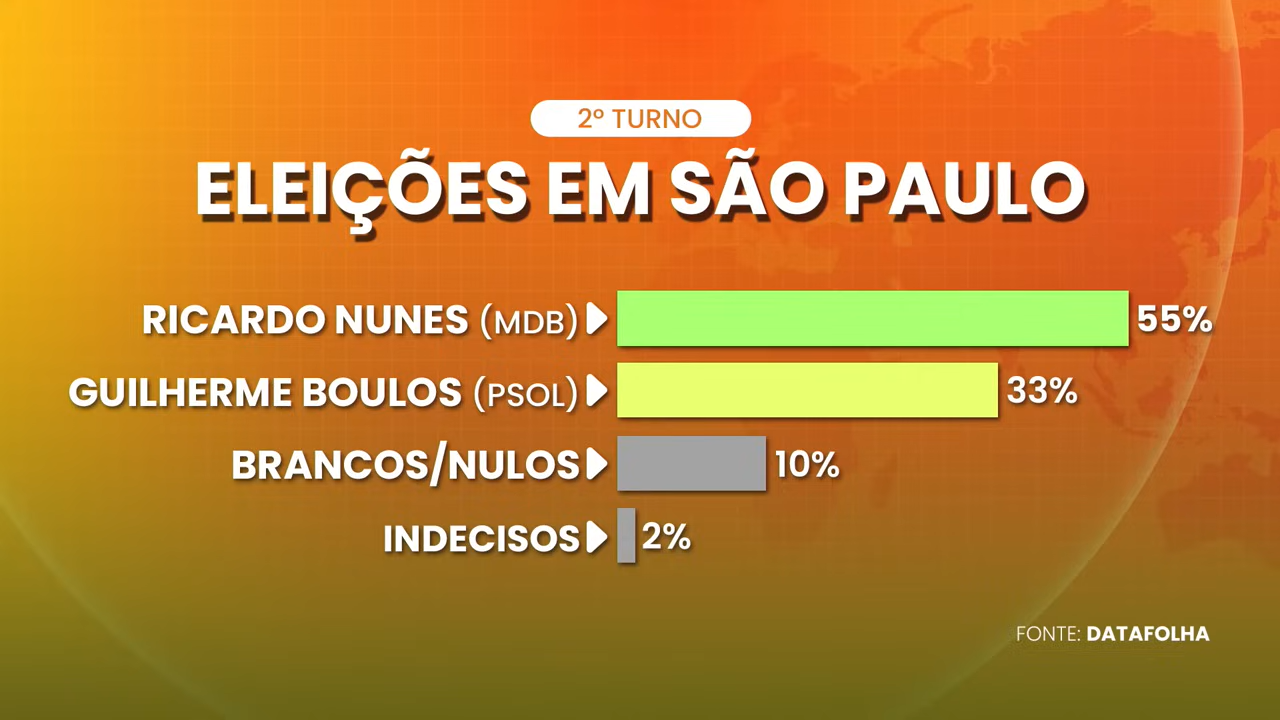 2º TURNO
ELEIÇÕES EM SÃO PAULO
RICARDO NUNES (MDB) 55%
GUILHERME BOULOS (PSOL) 33%
BRANCOS/NULOS 10%
INDECISOS 2%
FONTE: DATAFOLHA